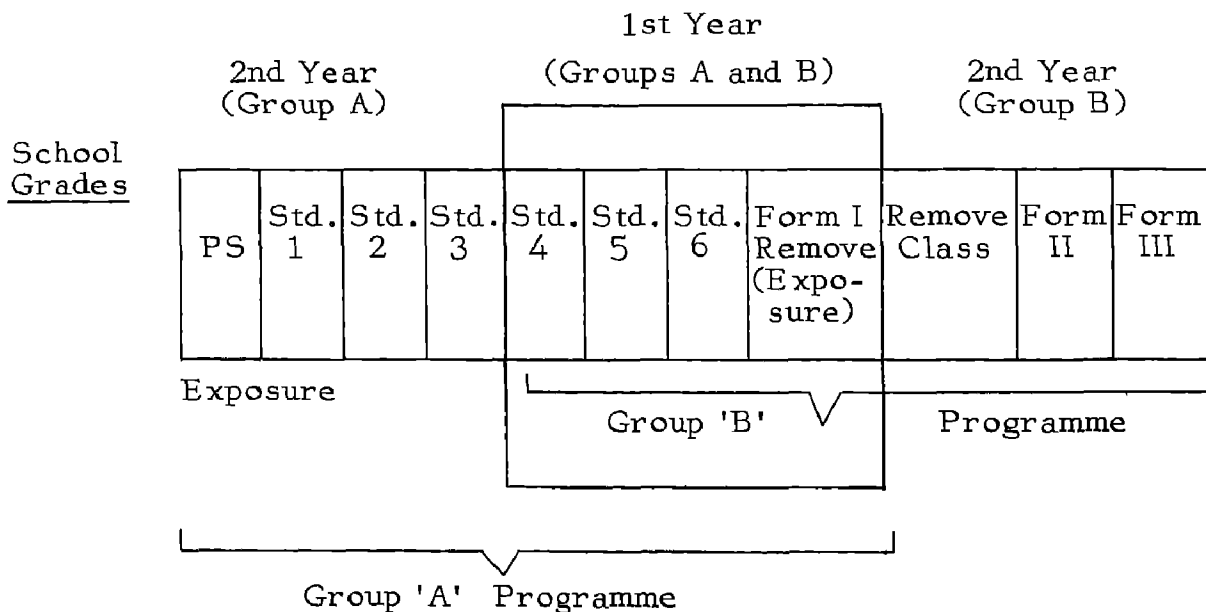 1st Year
(Groups A and B)
2nd Year
(Group A)
2nd Year
(Group B)
School
Grades
PS
Std.
1
Std.
2
Std.
3
Std.
4
Std.
5
Std.
6
Form I
Remove
(Expo-
sure)
Remove
Class
Form
II
Form
III
Exposure
Group 'B' Programme
Group 'A' Programme